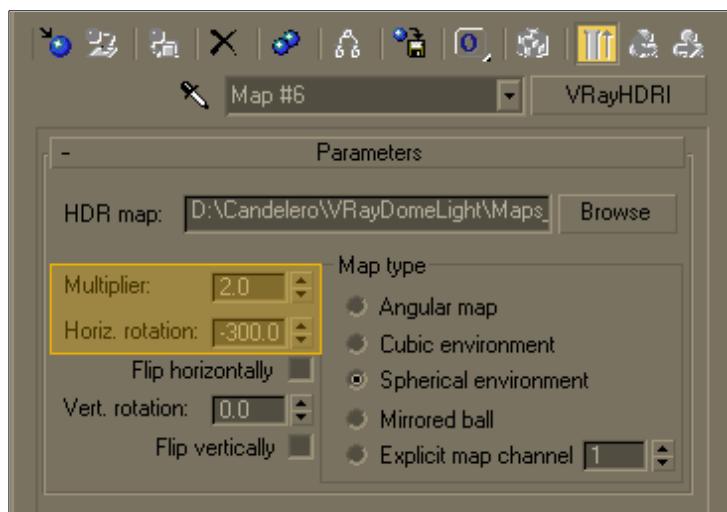 Map #6 VRayHDRI
- Parameters
HDR map: D:\Candelero\VRayDomeLight\Maps_ Browse
Map type
Multiplier: 2.0
Angular map
Horiz. rotation: -300.0
Cubic environment
Flip horizontally
Spherical environment
Vert. rotation: 0.0
Mirrored ball
Flip vertically
Explicit map channel 1